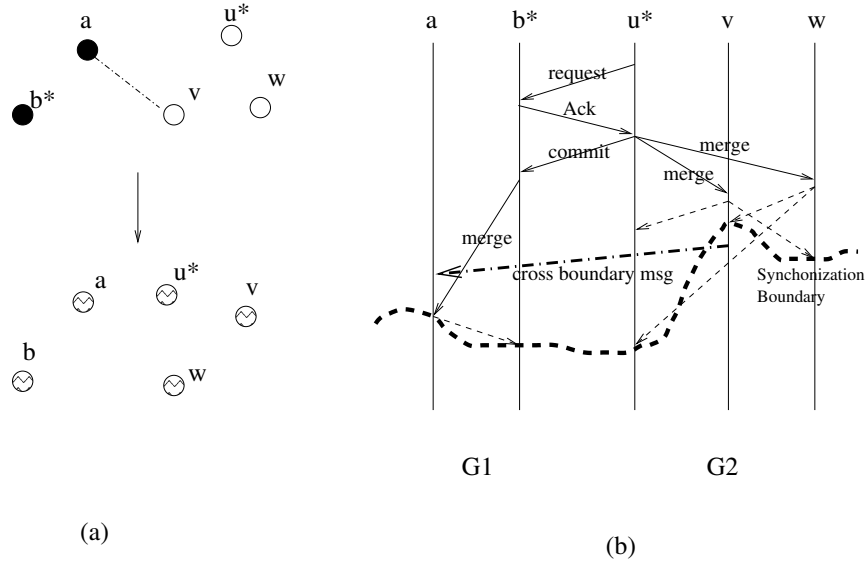 a
u*
b*
v
w
a
u*
v
b
w
(a)
a
b*
u*
v
w
request
Ack
commit
merge
merge
merge
cross boundary msg
Synchonization
Boundary
G1
G2
(b)